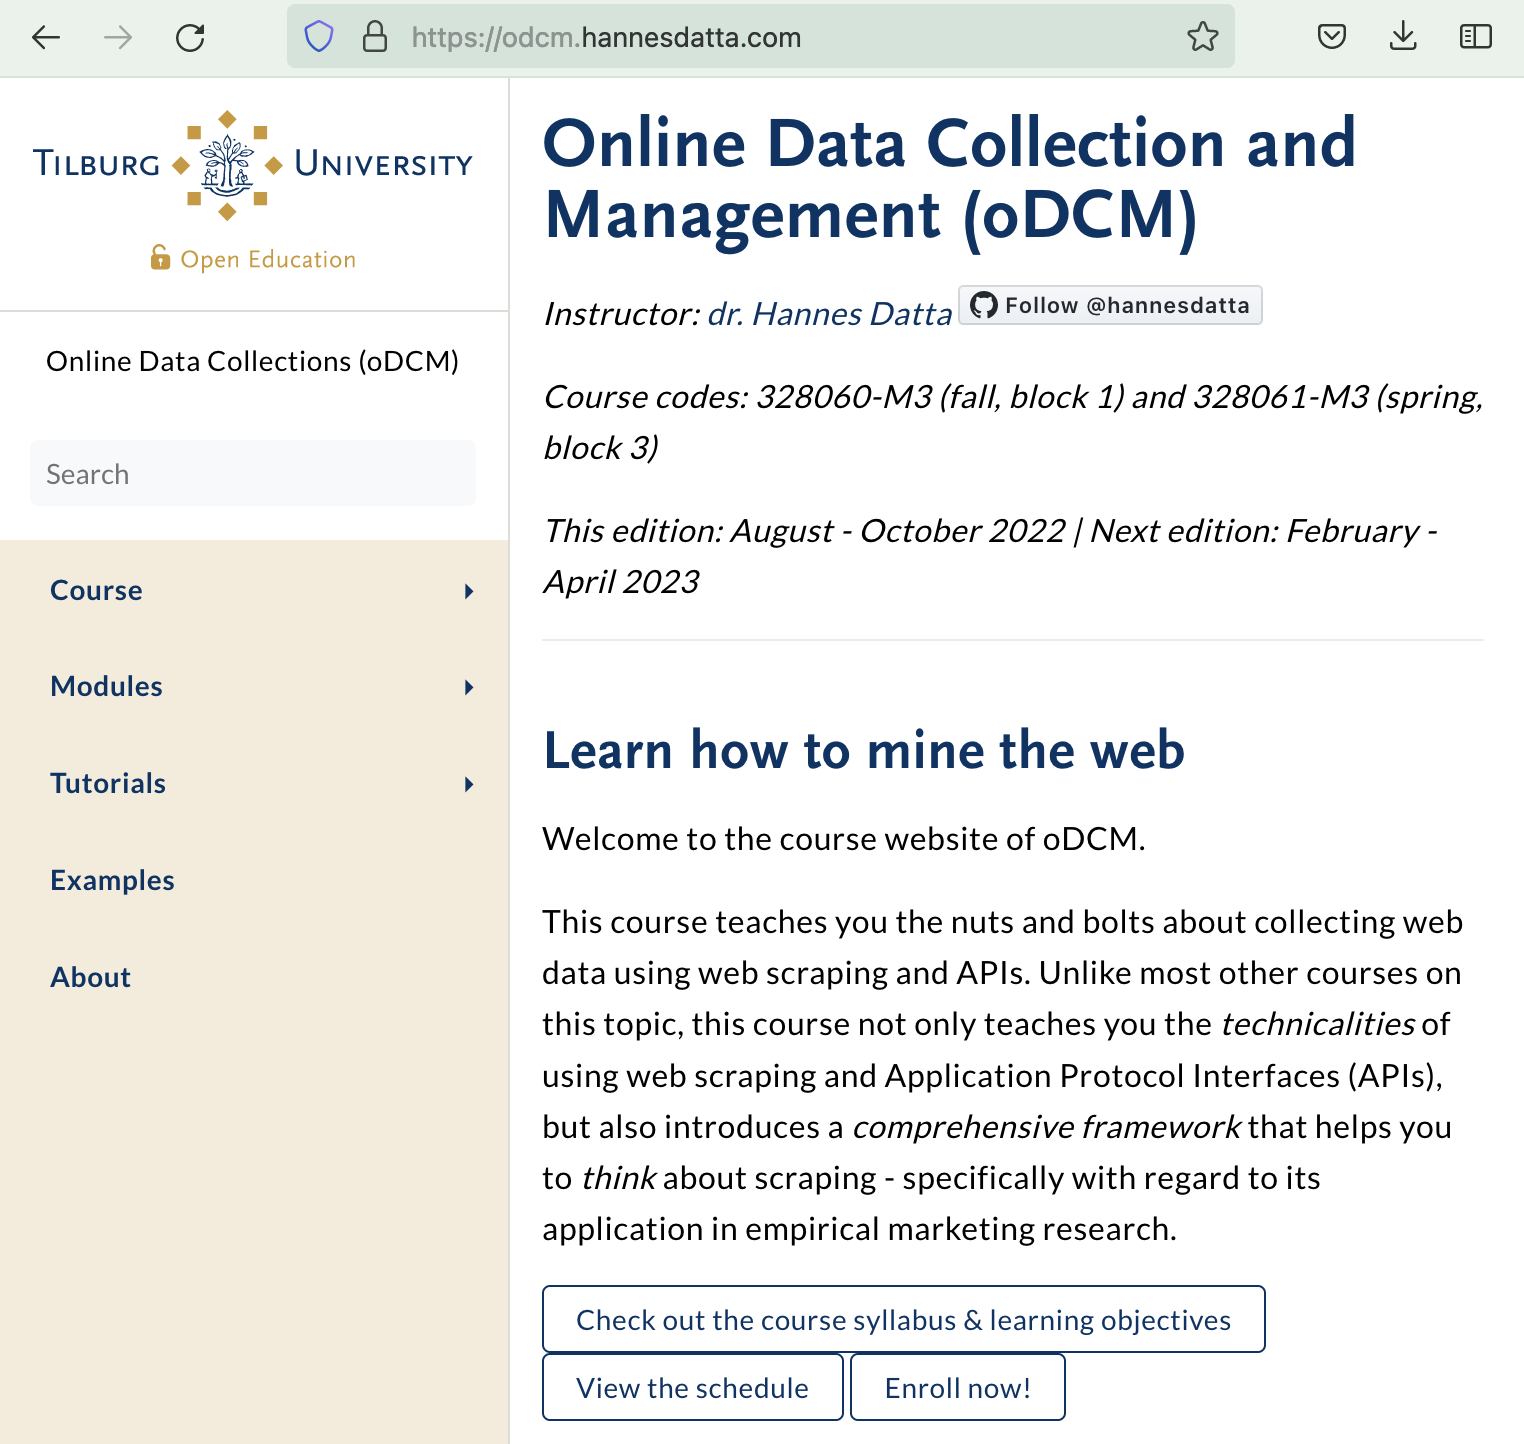 https://odcm.hannesdatta.com
TILBURG UNIVERSITY
Open Education
Online Data Collections (oDCM)
Search
Course
Modules
Tutorials
Examples
About
Online Data Collection and
Management (oDCM)
Instructor: dr. Hannes Datta Follow @hannesdatta
Course codes: 328060-M3 (fall, block 1) and 328061-M3 (spring,
block 3)
This edition: August - October 2022 | Next edition: February -
April 2023
Learn how to mine the web
Welcome to the course website of oDCM.
This course teaches you the nuts and bolts about collecting web
data using web scraping and APIs. Unlike most other courses on
this topic, this course not only teaches you the technicalities of
using web scraping and Application Protocol Interfaces (APIs),
but also introduces a comprehensive framework that helps you
to think about scraping - specifically with regard to its
application in empirical marketing research.
Check out the course syllabus & learning objectives
View the schedule Enroll now!